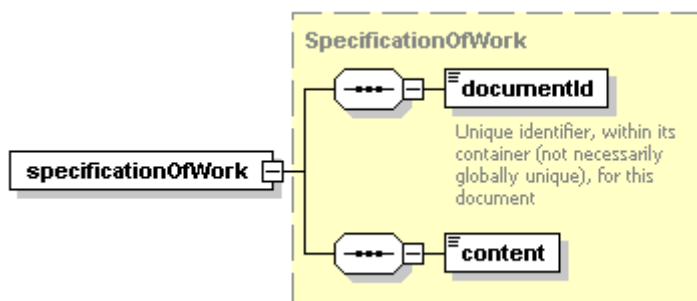 SpecificationOfWork
documentId
Unique identifier, within its
container (not necessarily
globally unique), for this
document
specificationOfWork
content